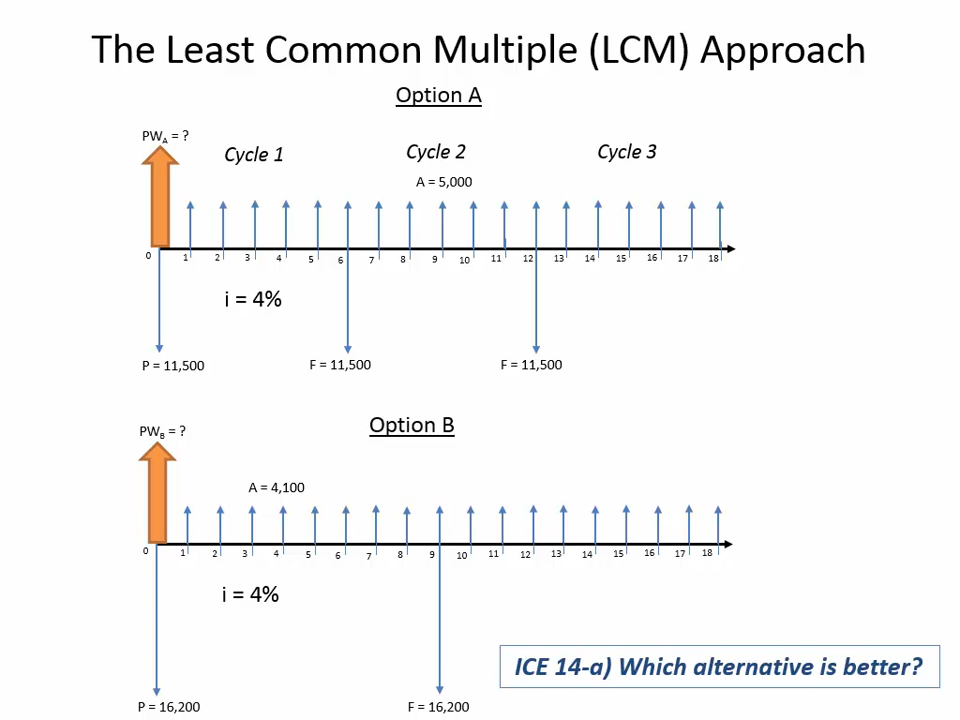 The Least Common Multiple (LCM) Approach
Option A
PWA = ?
Cycle 1
Cycle 2
Cycle 3
A = 5,000
0 1 2 3 4 5 6 7 8 9 10 11 12 13 14 15 16 17 18
i = 4%
P = 11,500
F = 11,500
F = 11,500
Option B
PWB = ?
A = 4,100
0 1 2 3 4 5 6 7 8 9 10 11 12 13 14 15 16 17 18
i = 4%
ICE 14-a) Which alternative is better?
P = 16,200
F = 16,200